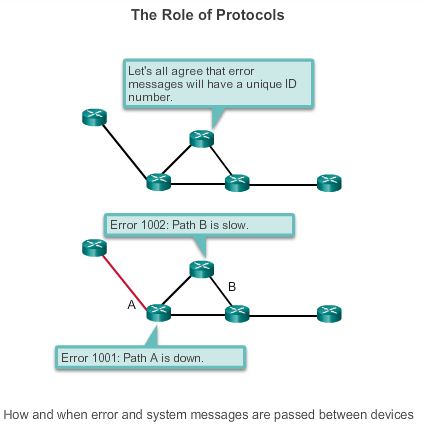 The Role of Protocols
Let's all agree that error
messages will have a unique ID
number.
Error 1002: Path B is slow.
B
A
Error 1001: Path A is down.
How and when error and system messages are passed between devices